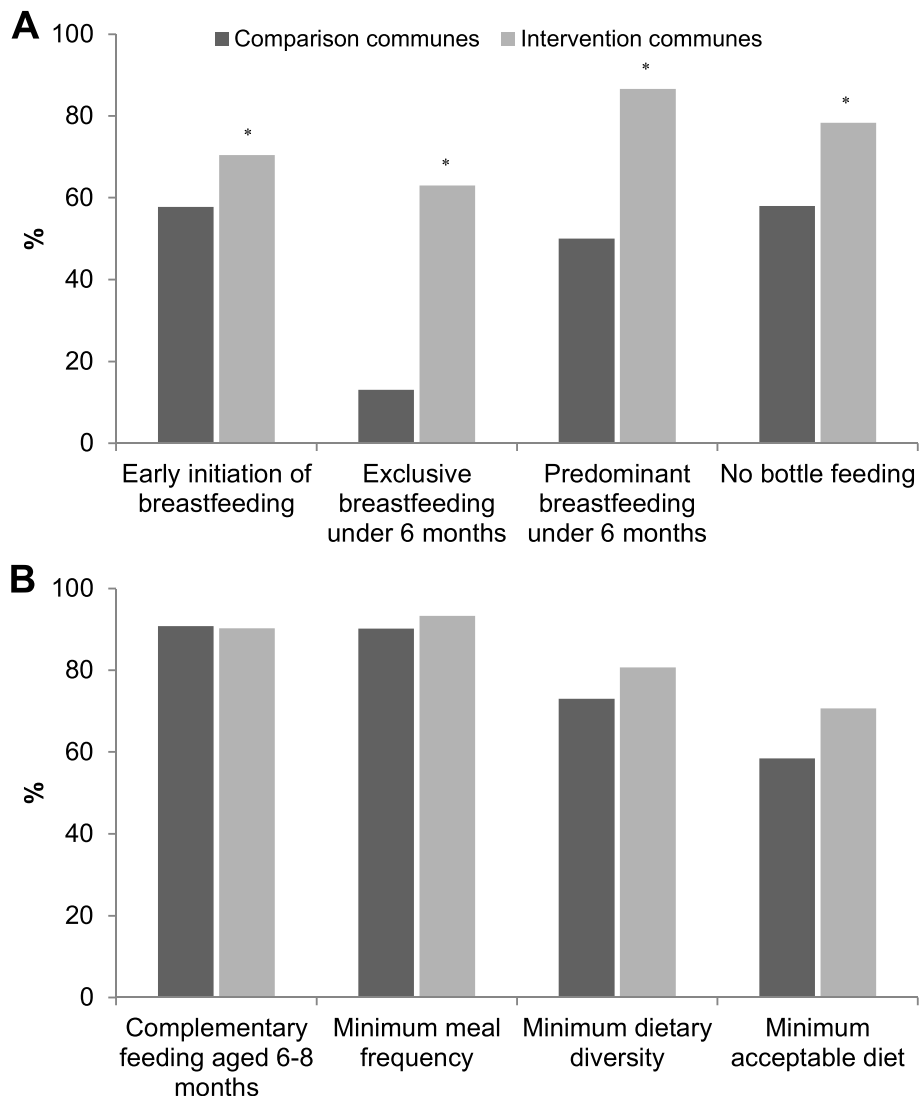 A
100
Comparison communes Intervention communes
*
80
*
*
*
60
%
40
20
0
Early initiation of
breastfeeding
Exclusive
breastfeeding
under 6 months
Predominant
breastfeeding
under 6 months
No bottle feeding
B
100
80
60
%
40
20
0
Complementary
feeding aged 6-8
months
Minimum meal
frequency
Minimum dietary
diversity
Minimum
acceptable diet